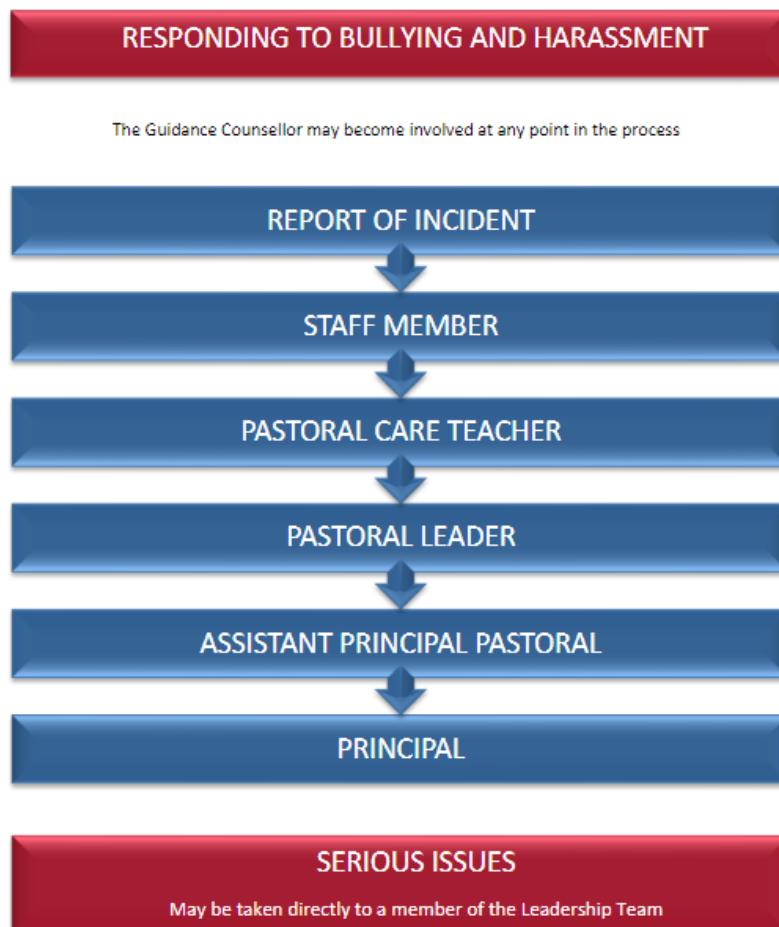 RESPONDING TO BULLYING AND HARASSMENT
The Guidance Counsellor may become involved at any point in the process
REPORT OF INCIDENT
STAFF MEMBER
PASTORAL CARE TEACHER
PASTORAL LEADER
ASSISTANT PRINCIPAL PASTORAL
PRINCIPAL
SERIOUS ISSUES
May be taken directly to a member of the Leadership Team